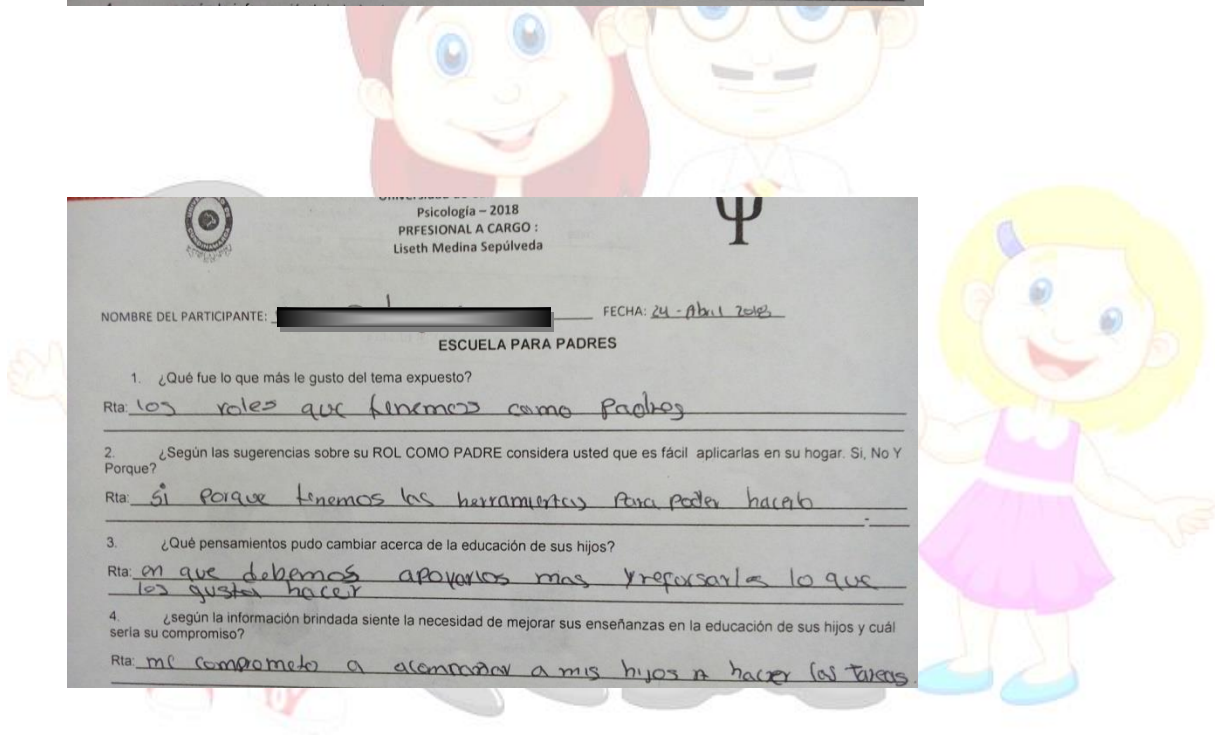 Psicología – 2018
PRFESIONAL A CARGO :
Liseth Medina Sepúlveda
NOMBRE DEL PARTICIPANTE: FECHA: 24 - Abril 2018
ESCUELA PARA PADRES
1. ¿Qué fue lo que más le gusto del tema expuesto?
Rta: los roles que tenemos como Padres
2. ¿Según las sugerencias sobre su ROL COMO PADRE considera usted que es fácil aplicarlas en su hogar. Si, No Y
Porque?
Rta: si porque tenemos las herramientas Para poder hacerlo
3. ¿Qué pensamientos pudo cambiar acerca de la educación de sus hijos?
Rta: en que debemos apoyarlos mas y reforsarles lo que
les gusta hacer
4. ¿según la información brindada siente la necesidad de mejorar sus enseñanzas en la educación de sus hijos y cuál
seria su compromiso?
Rta: me comprometo a acompañar a mis hijos a hacer las tareas.